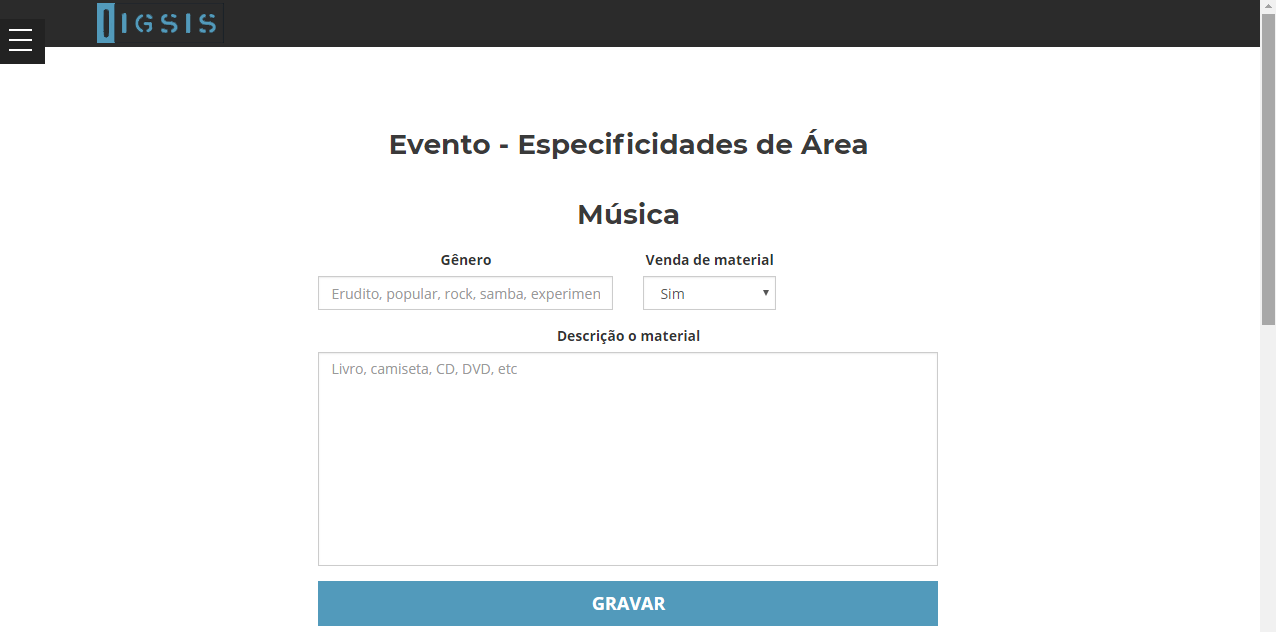 IGSIS
Evento - Especificidades de Área
Música
Gênero Venda de material
Erudito, popular, rock, samba, experimen Sim
Descrição o material
Livro, camiseta, CD, DVD, etc
GRAVAR